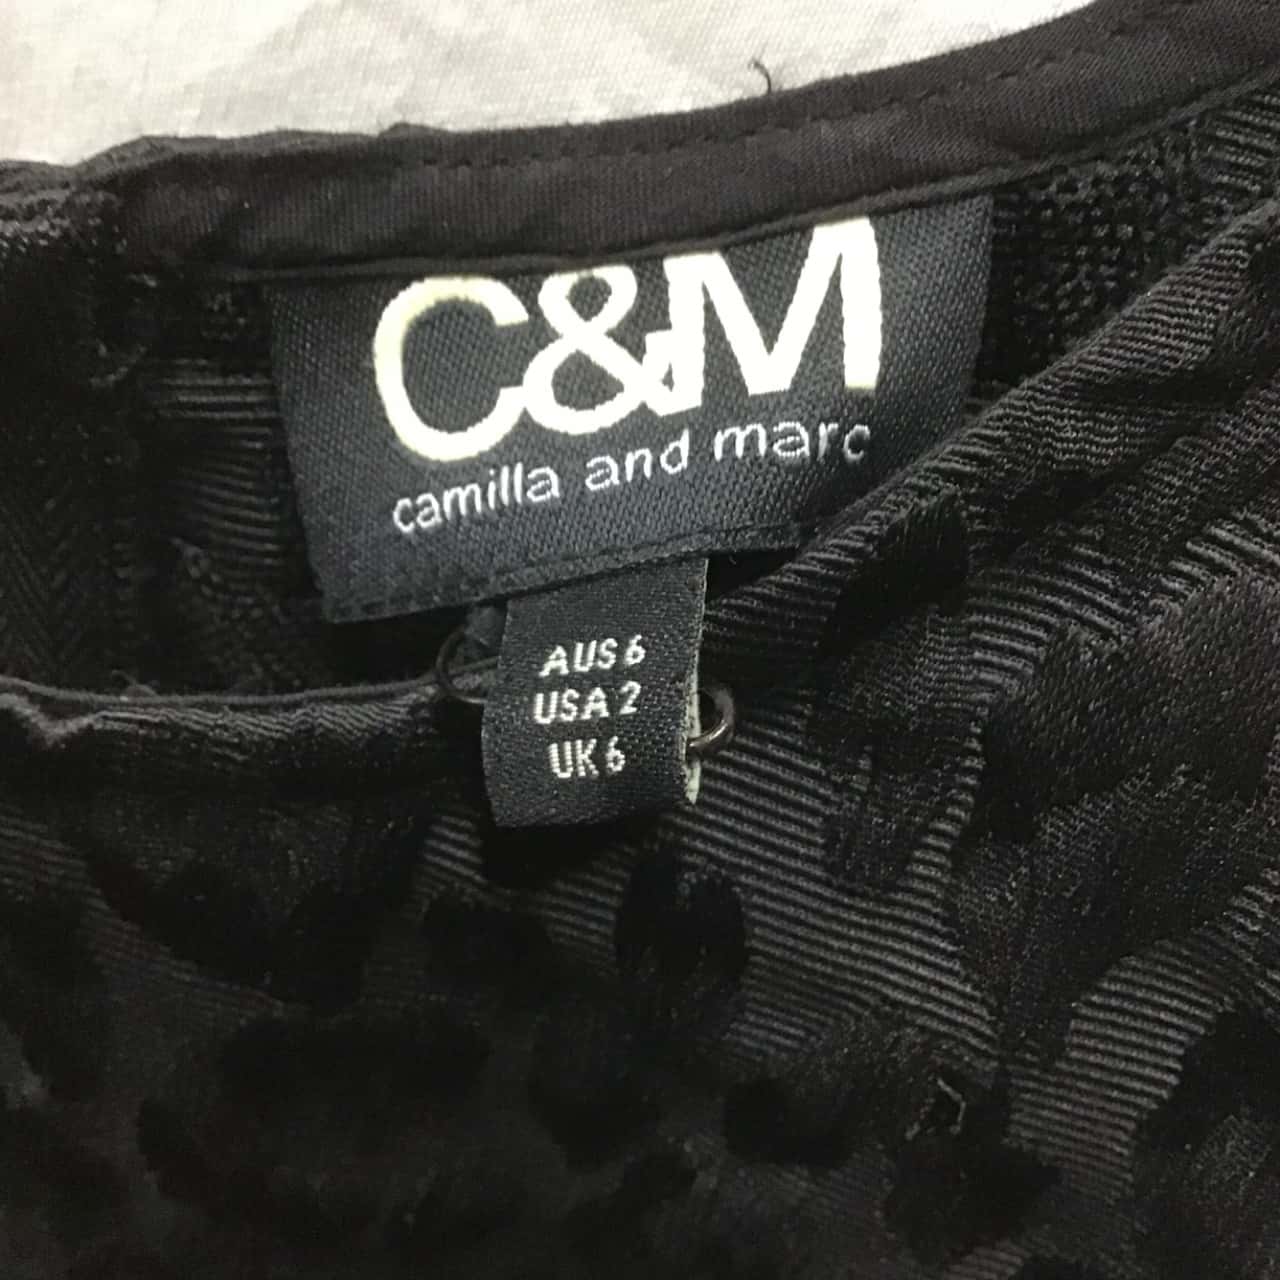 C&M
camilla and marc
AUS 6
USA 2
UK 6